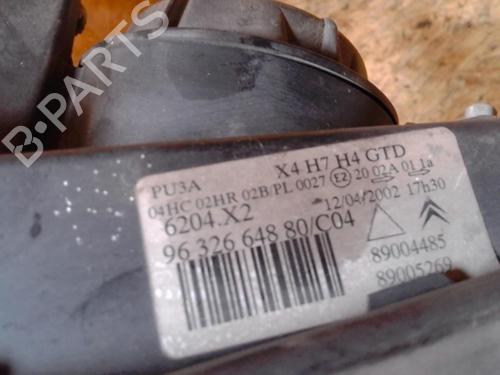 B-PARTS
PU3A X4 H7 H4 GTD
04HC 02HR 02B/PL 0027 E2 20 02A 01 1a
6204.X2 12/04/2002 17h30
96 326 648 80/C04
89004485
89005269